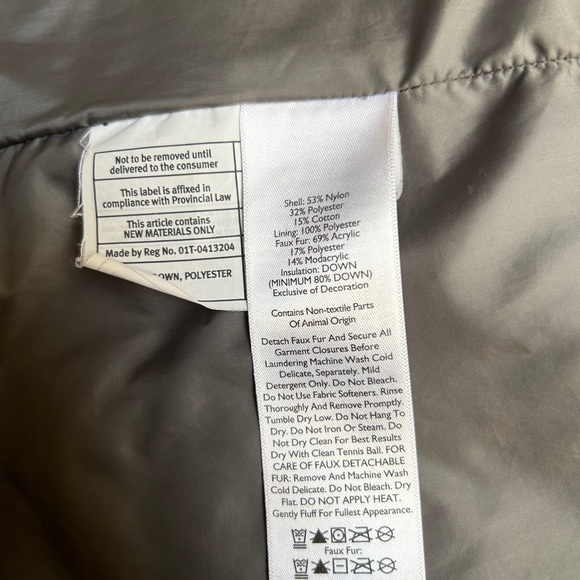 Not to be removed until
delivered to the consumer
This label is affixed in
compliance with Provincial Law
This article contains
NEW MATERIALS ONLY
Made by Reg No. 01T-0413204
POLYESTER
Shell: 53% Nylon
32% Polyester
15% Cotton
Lining: 100% Polyester
Faux Fur: 69% Acrylic
17% Polyester
14% Modacrylic
Insulation: DOWN
(MINIMUM 80% DOWN)
Exclusive of Decoration
Contains Non-textile Parts
Of Animal Origin
Detach Faux Fur And Secure All
Garment Closures Before
Laundering Machine Wash Cold
Delicate, Separately. Mild
Detergent Only. Do Not Bleach.
Do Not Use Fabric Softeners. Rinse
Thoroughly And Remove Promptly.
Tumble Dry Low. Do Not Hang To
Dry. Do Not Iron Or Steam. Do
Not Dry Clean For Best Results
Dry With Clean Tennis Ball. FOR
CARE OF FAUX DETACHABLE
FUR: Remove And Machine Wash
Cold Delicate. Do Not Bleach. Dry
Flat. DO NOT APPLY HEAT.
Gently Fluff For Fullest Appearance.
Faux Fur: